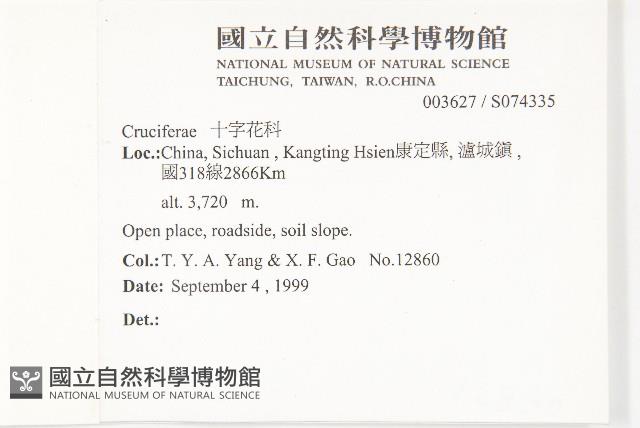 國立自然科學博物館
NATIONAL MUSEUM OF NATURAL SCIENCE
TAICHUNG, TAIWAN, R.O.CHINA
003627 / S074335
Cruciferae 十字花科
Loc.:China, Sichuan , Kangting Hsien康定縣, 瀘城鎮 ,
國318線2866Km
alt. 3,720 m.
Open place, roadside, soil slope.
Col.: T. Y. A. Yang & X. F. Gao No.12860
Date: September 4 , 1999
Det.:
國立自然科學博物館
NATIONAL MUSEUM OF NATURAL SCIENCE